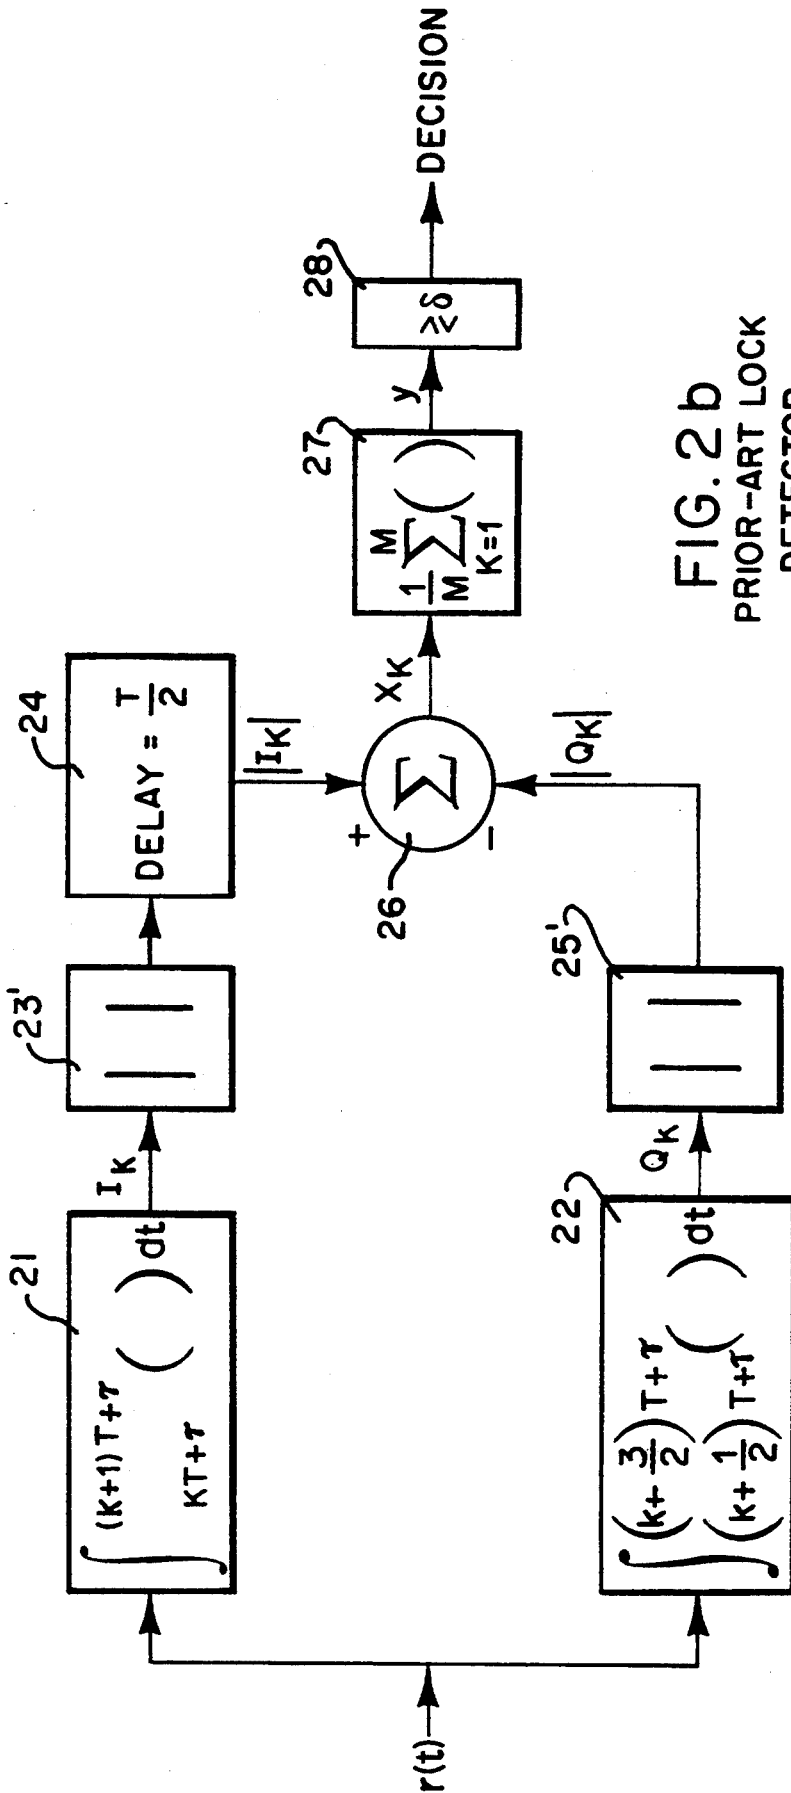 r(t)
21
∫ (K+1)T+τ
KT+τ
( ) dt
I_K
23'
| |
24
DELAY = T/2
|I_K|
22
∫ (k+3/2)T+τ
(k+1/2)T+τ
( ) dt
Q_K
25'
| |
|Q_K|
+
Σ
−
26
X_K
27
1/M Σ ( )
M
K=1
y
28
≷δ
DECISION
FIG. 2b
PRIOR-ART LOCK
DETECTOR